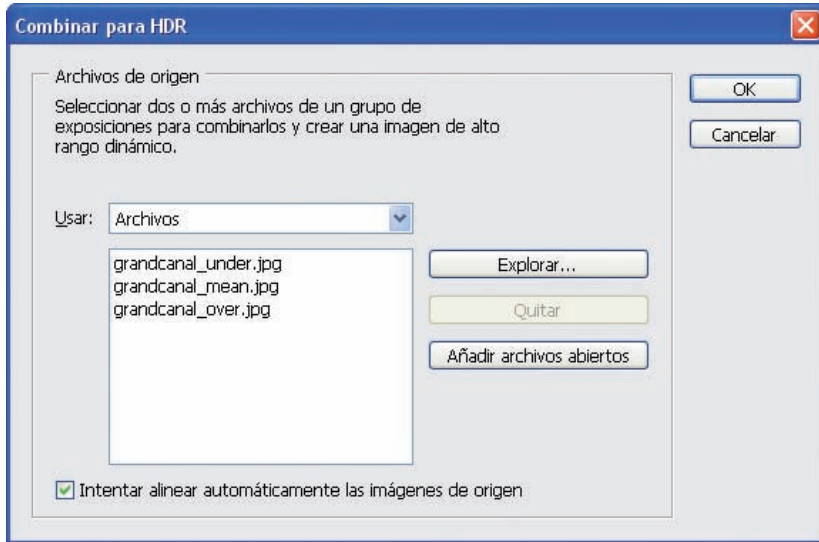 Combinar para HDR
Archivos de origen
Seleccionar dos o más archivos de un grupo de
exposiciones para combinarlos y crear una imagen de alto
rango dinámico.
OK
Cancelar
Usar:
Archivos
grandcanal_under.jpg
grandcanal_mean.jpg
grandcanal_over.jpg
Explorar...
Quitar
Añadir archivos abiertos
Intentar alinear automáticamente las imágenes de origen